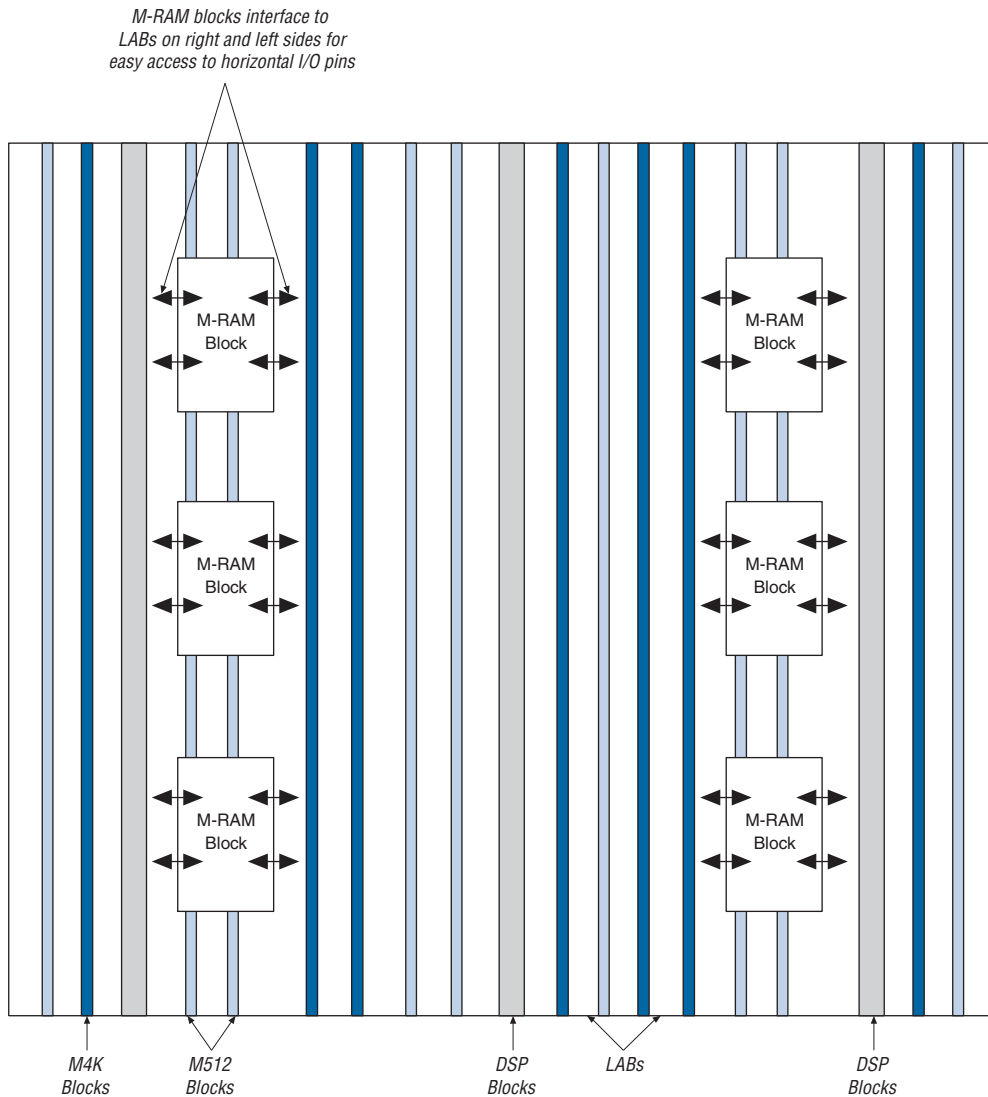 M-RAM blocks interface to
LABs on right and left sides for
easy access to horizontal I/O pins
M-RAM
Block
M-RAM
Block
M-RAM
Block
M-RAM
Block
M-RAM
Block
M-RAM
Block
M4K
Blocks
M512
Blocks
DSP
Blocks
LABs
DSP
Blocks